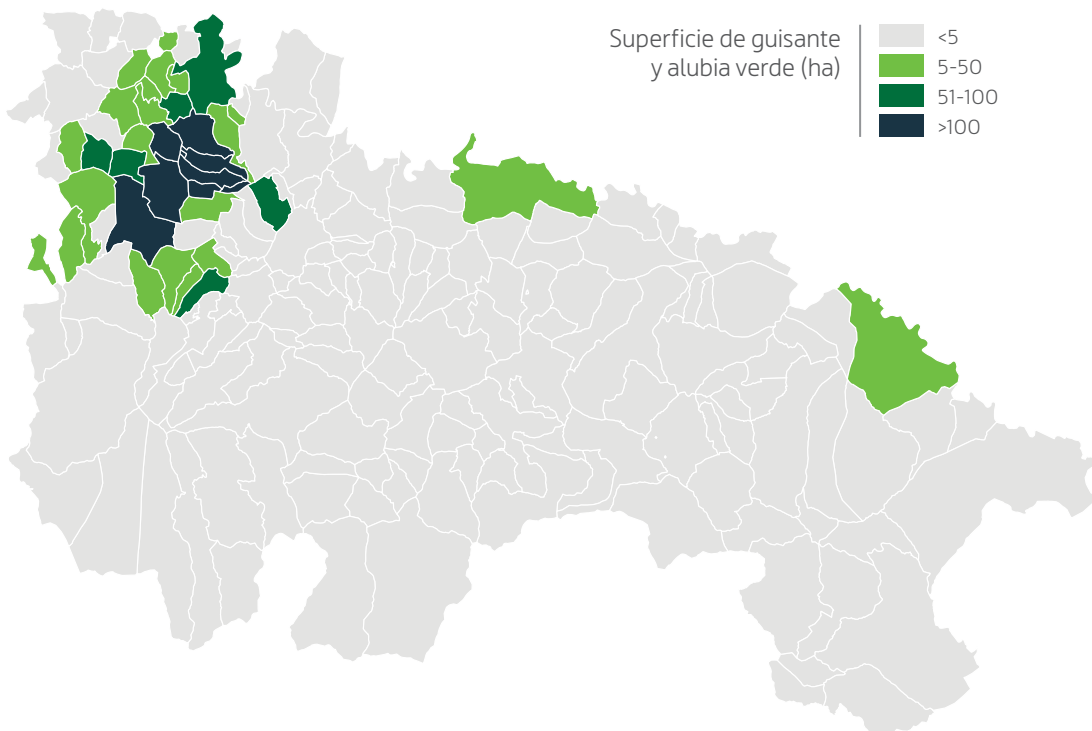 Superficie de guisante
y alubia verde (ha)
<5
5-50
51-100
>100